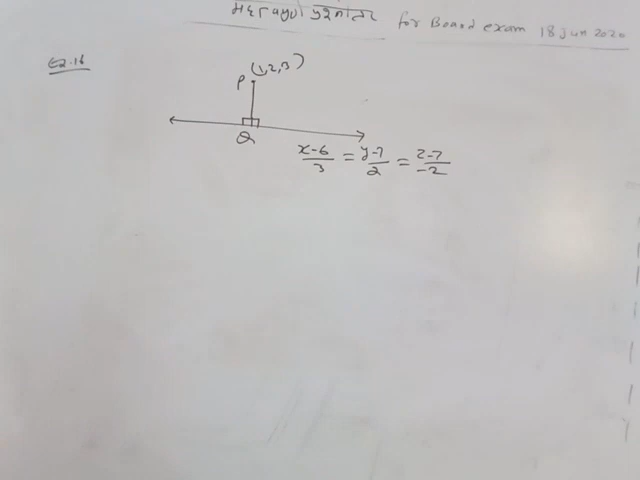 महत्वपूर्ण प्रश्नोत्तर for Board exam 18 Jun 2020
P (1,2,3)
Q
x-6/3 = y-7/2 = z-7/-2